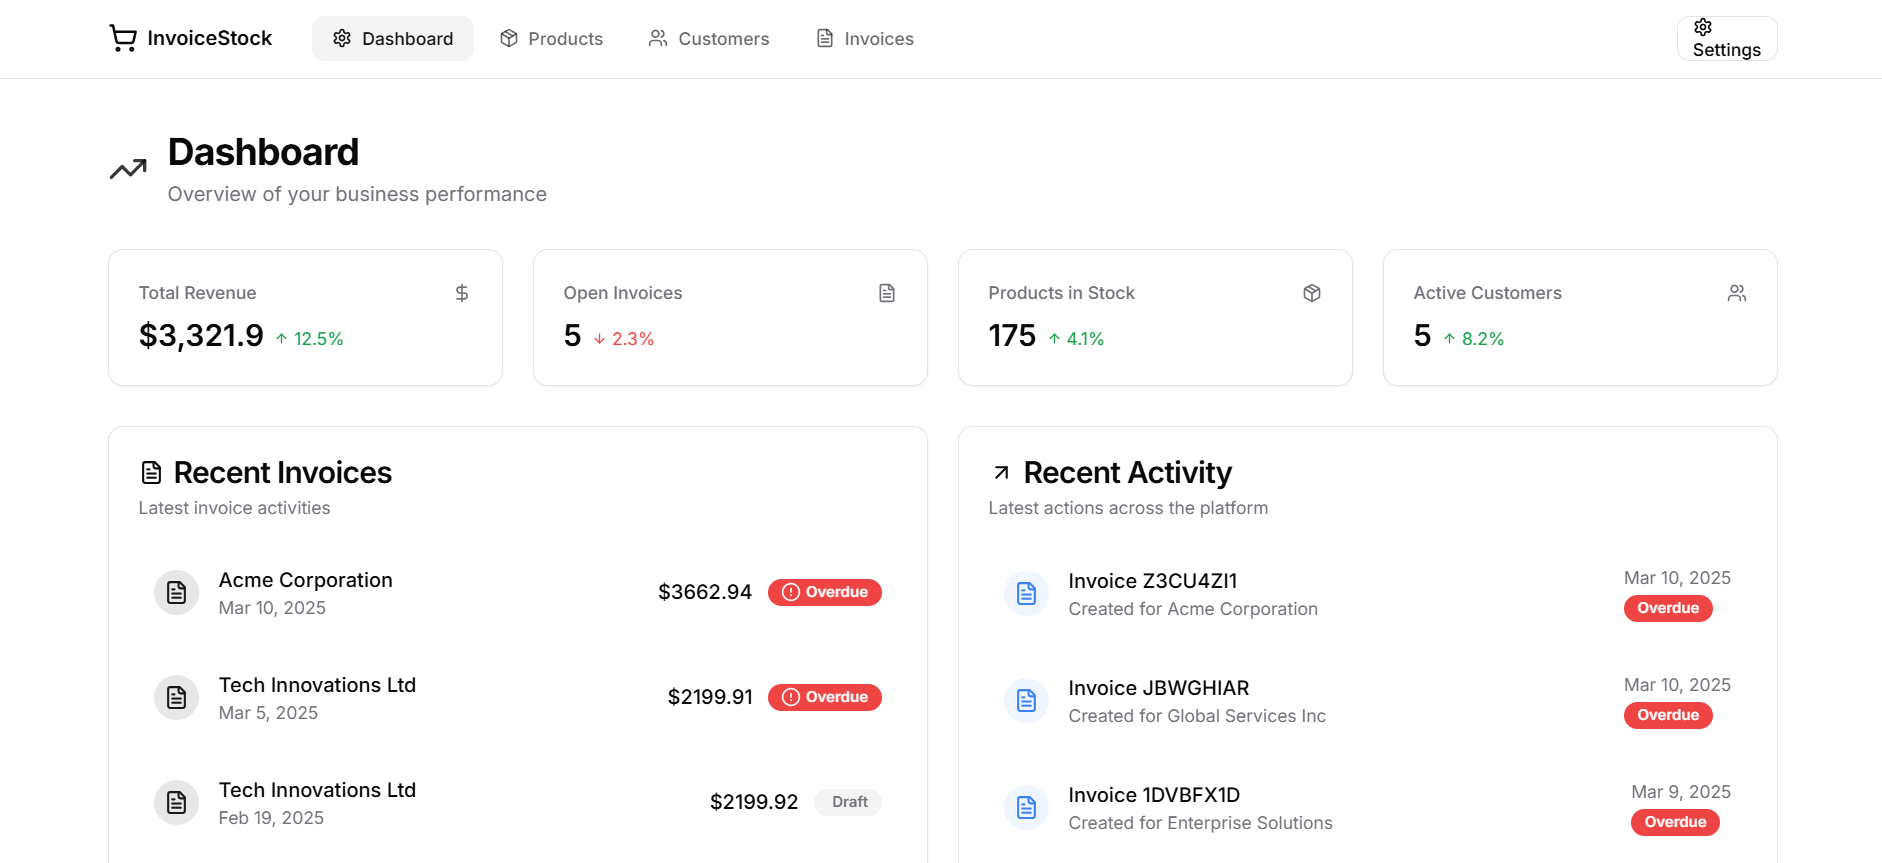 InvoiceStock
Dashboard
Products
Customers
Invoices
Settings
Dashboard
Overview of your business performance
Total Revenue
$3,321.9 ↑ 12.5%
Open Invoices
5 ↓ 2.3%
Products in Stock
175 ↑ 4.1%
Active Customers
5 ↑ 8.2%
Recent Invoices
Latest invoice activities
Acme Corporation
Mar 10, 2025
$3662.94 Overdue
Tech Innovations Ltd
Mar 5, 2025
$2199.91 Overdue
Tech Innovations Ltd
Feb 19, 2025
$2199.92 Draft
Recent Activity
Latest actions across the platform
Invoice Z3CU4ZI1
Created for Acme Corporation
Mar 10, 2025
Overdue
Invoice JBWGHIAR
Created for Global Services Inc
Mar 10, 2025
Overdue
Invoice 1DVBFX1D
Created for Enterprise Solutions
Mar 9, 2025
Overdue